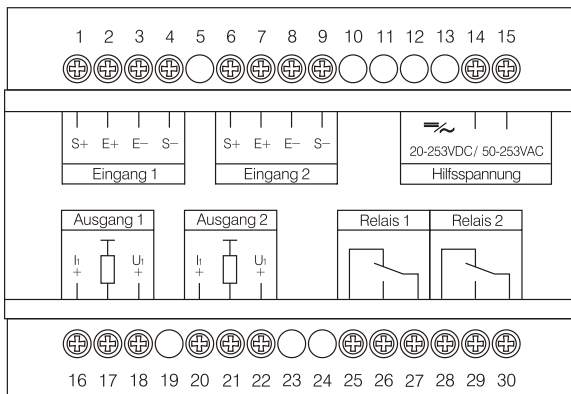 1 2 3 4 5 6 7 8 9 10 11 12 13 14 15
S+ E+ E− S− S+ E+ E− S−
20-253VDC/ 50-253VAC
Eingang 1 Eingang 2 Hilfsspannung
Ausgang 1 Ausgang 2 Relais 1 Relais 2
I1 U1 I1 U1
+ + + +
16 17 18 19 20 21 22 23 24 25 26 27 28 29 30